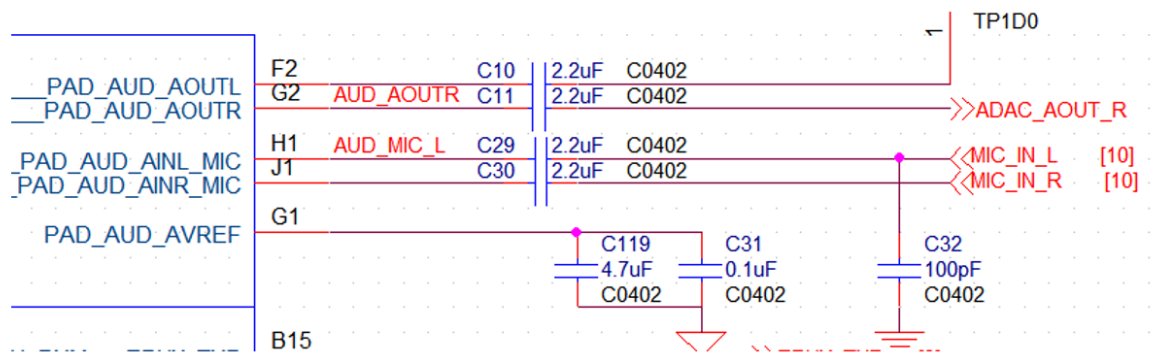 TP1D0
1
F2
PAD_AUD_AOUTL
C10 2.2uF C0402
G2
PAD_AUD_AOUTR
AUD_AOUTR C11 2.2uF C0402
ADAC_AOUT_R
H1
_PAD_AUD_AINL_MIC
AUD_MIC_L C29 2.2uF C0402
MIC_IN_L [10]
J1
_PAD_AUD_AINR_MIC
C30 2.2uF C0402
MIC_IN_R [10]
G1
PAD_AUD_AVREF
C119
4.7uF
C0402
C31
0.1uF
C0402
C32
100pF
C0402
B15